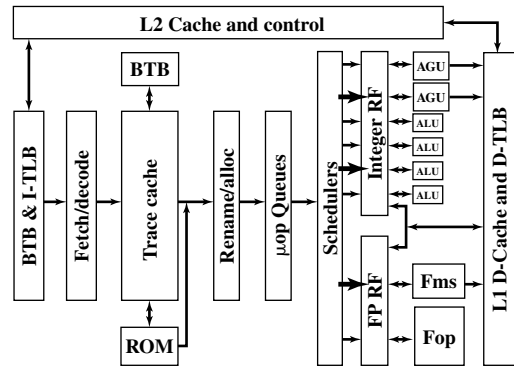 L2 Cache and control
BTB
BTB & I-TLB
Fetch/decode
Trace cache
ROM
Rename/alloc
μop Queues
Schedulers
Integer RF
FP RF
AGU
AGU
ALU
ALU
ALU
ALU
Fms
Fop
L1 D-Cache and D-TLB